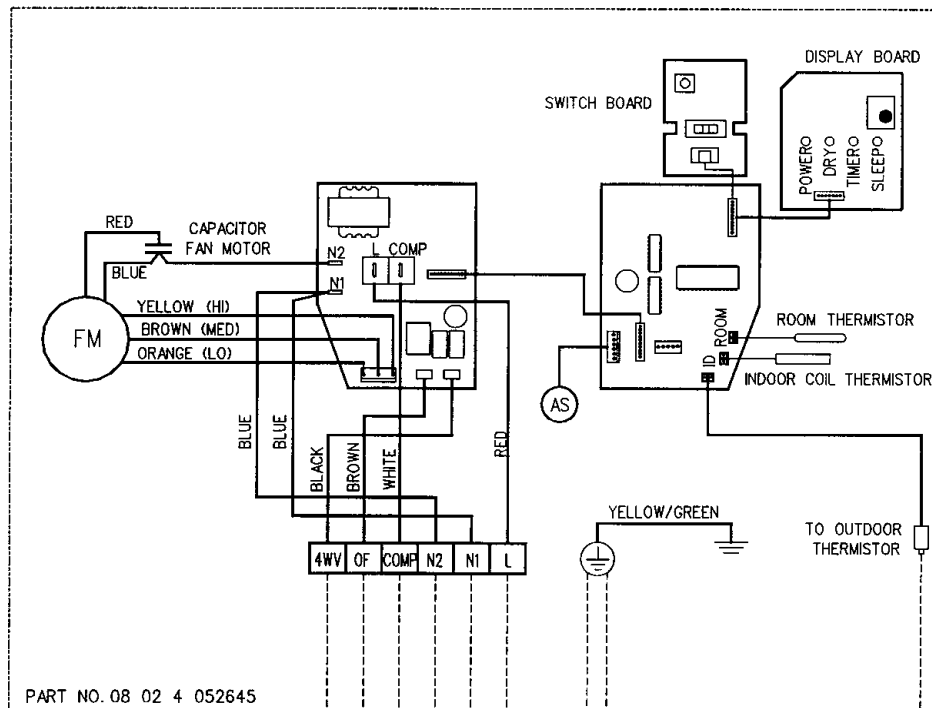 DISPLAY BOARD
SWITCH BOARD
POWER
DRY
TIMER
SLEEP
RED
CAPACITOR
FAN MOTOR
BLUE
N2
L COMP
N1
YELLOW (HI)
BROWN (MED)
ORANGE (LO)
FM
ROOM
ROOM THERMISTOR
ID
INDOOR COIL THERMISTOR
AS
BLUE
BLUE
BLACK
BROWN
WHITE
RED
YELLOW/GREEN
TO OUTDOOR
THERMISTOR
4WV OF COMP N2 N1 L
PART NO. 08 02 4 052645